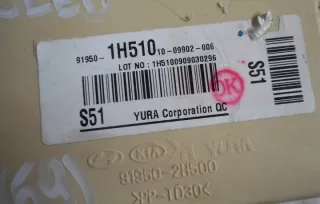 91950- 1H510 10-09902-006
LOT NO : 1H5100909030296
S51
OK
S51 YURA Corporation QC
KIA YURA
91950-2H500
>PP-TD30<